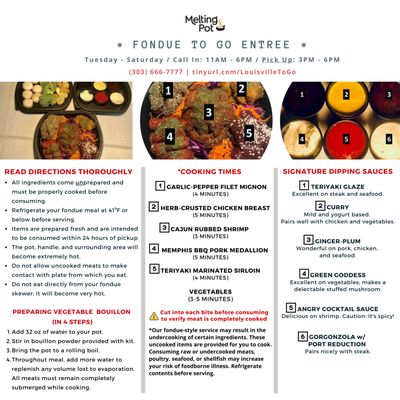 Melting
Pot
• FONDUE TO GO ENTREE •
Tuesday - Saturday / Call In: 11AM - 6PM / Pick Up: 3PM - 6PM
(303) 666-7777 | tinyurl.com/LouisvilleToGo
READ DIRECTIONS THOROUGHLY
• All ingredients come unprepared and
must be properly cooked before
consuming.
• Refrigerate your fondue meal at 41°F or
below before serving.
• Items are prepared fresh and are intended
to be consumed within 24 hours of pickup
• The pot, handle, and surrounding area will
become extremely hot.
• Do not allow uncooked meats to make
contact with plate from which you eat.
• Do not eat directly from your fondue
skewer; it will become very hot.
PREPARING VEGETABLE BOUILLON
(IN 4 STEPS)
1. Add 32 oz of water to your pot.
2. Stir in bouillon powder provided with kit.
3. Bring the pot to a rolling boil.
4. Throughout meal, add more water to
replenish any volume lost to evaporation.
All meats must remain completely
submerged while cooking.
1
2
3
4
5
*COOKING TIMES
1 GARLIC-PEPPER FILET MIGNON
(4 MINUTES)
2 HERB-CRUSTED CHICKEN BREAST
(5 MINUTES)
3 CAJUN RUBBED SHRIMP
(3 MINUTES)
4 MEMPHIS BBQ PORK MEDALLION
(5 MINUTES)
5 TERIYAKI MARINATED SIRLOIN
(4 MINUTES)
VEGETABLES
(3-5 MINUTES)
Cut into each bite before consuming
to verify meat is completely cooked
*Our fondue-style service may result in the
undercooking of certain ingredients. These
uncooked items are provided for you to cook.
Consuming raw or undercooked meats,
poultry, seafood, or shellfish may increase
your risk of foodborne illness. Refrigerate
contents before serving.
1
2
3
4
5
6
SIGNATURE DIPPING SAUCES
1 TERIYAKI GLAZE
Excellent on steak and seafood.
2 CURRY
Mild and yogurt based.
Pairs well with chicken and vegetables.
3 GINGER-PLUM
Wonderful on pork, chicken,
and seafood.
4 GREEN GODDESS
Excellent on vegetables; makes a
delectable stuffed mushroom.
5 ANGRY COCKTAIL SAUCE
Delicious on shrimp. Caution: it's spicy!
6 GORGONZOLA w/
PORT REDUCTION
Pairs nicely with steak.